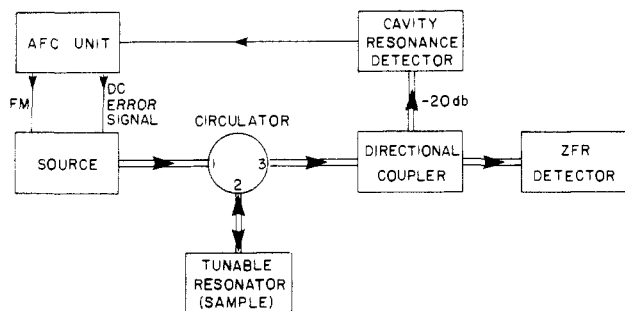 AFC UNIT
CAVITY
RESONANCE
DETECTOR
FM
DC
ERROR
SIGNAL
-20db
CIRCULATOR
SOURCE
1
3
2
DIRECTIONAL
COUPLER
ZFR
DETECTOR
TUNABLE
RESONATOR
(SAMPLE)